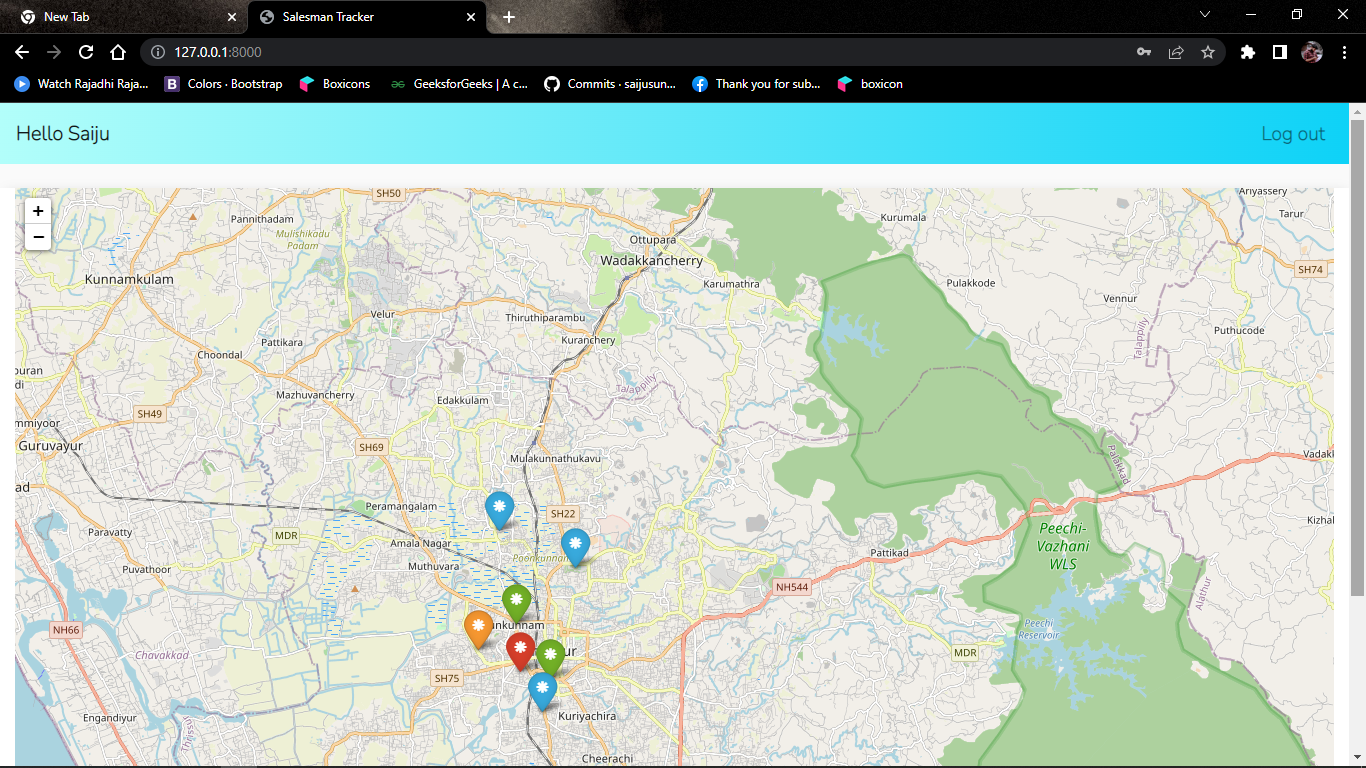 New Tab
Salesman Tracker
127.0.0.1:8000
Watch Rajadhi Raja...
Colors · Bootstrap
Boxicons
GeeksforGeeks | A c...
Commits · saijusun...
Thank you for sub...
boxicon
Hello Saiju
Log out
+
−
SH50
Ariyassery
Pannithadam
Kurumala
Tarur
Mulishikadu
Padam
Ottupara
Wadakkancherry
SH74
Kunnamkulam
Karumathra
Pulakkode
Vennur
Velur
Thiruthiparambu
Puthucode
Pattikara
Kuranchery
Talappilly
Choondal
puran
di
Talappilly
Mazhuvancherry
Edakkulam
SH49
mmiyoor
Guruvayur
SH69
Mulakunnathukavu
Palakkad
Vadak
ad
Peramangalam
SH22
Kizhal
Paravatty
MDR
Amala Nagar
Peechi-
Vazhani
WLS
Poonkunnam
Pattikad
Puvathoor
Muthuvara
NH544
Alathur
nkunnam
Peechi
Reservoir
NH66
Chavakkad
ur
MDR
SH75
Engandiyur
Kuriyachira
Thriss
Cheerachi